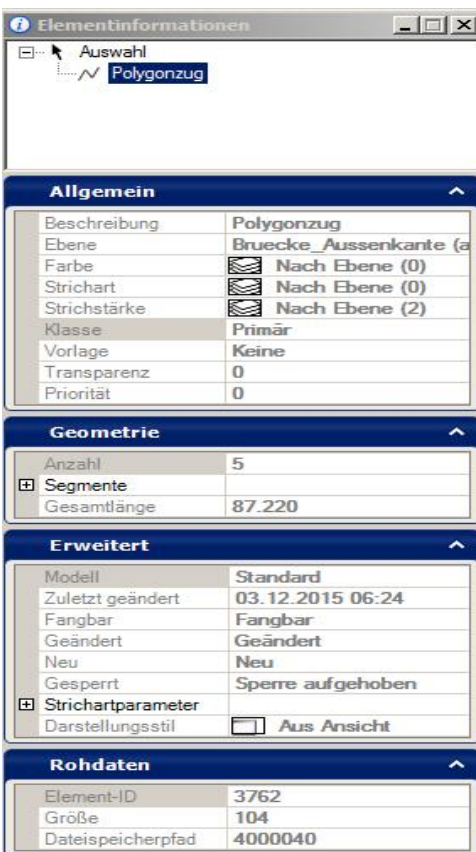 Elementinformationen
Auswahl
Polygonzug
Allgemein
Beschreibung Polygonzug
Ebene Bruecke_Aussenkante (a
Farbe Nach Ebene (0)
Strichart Nach Ebene (0)
Strichstärke Nach Ebene (2)
Klasse Primär
Vorlage Keine
Transparenz 0
Priorität 0
Geometrie
Anzahl 5
Segmente
Gesamtlänge 87.220
Erweitert
Modell Standard
Zuletzt geändert 03.12.2015 06:24
Fangbar Fangbar
Geändert Geändert
Neu Neu
Gesperrt Sperre aufgehoben
Strichartparameter
Darstellungsstil Aus Ansicht
Rohdaten
Element-ID 3762
Größe 104
Dateispeicherpfad 4000040